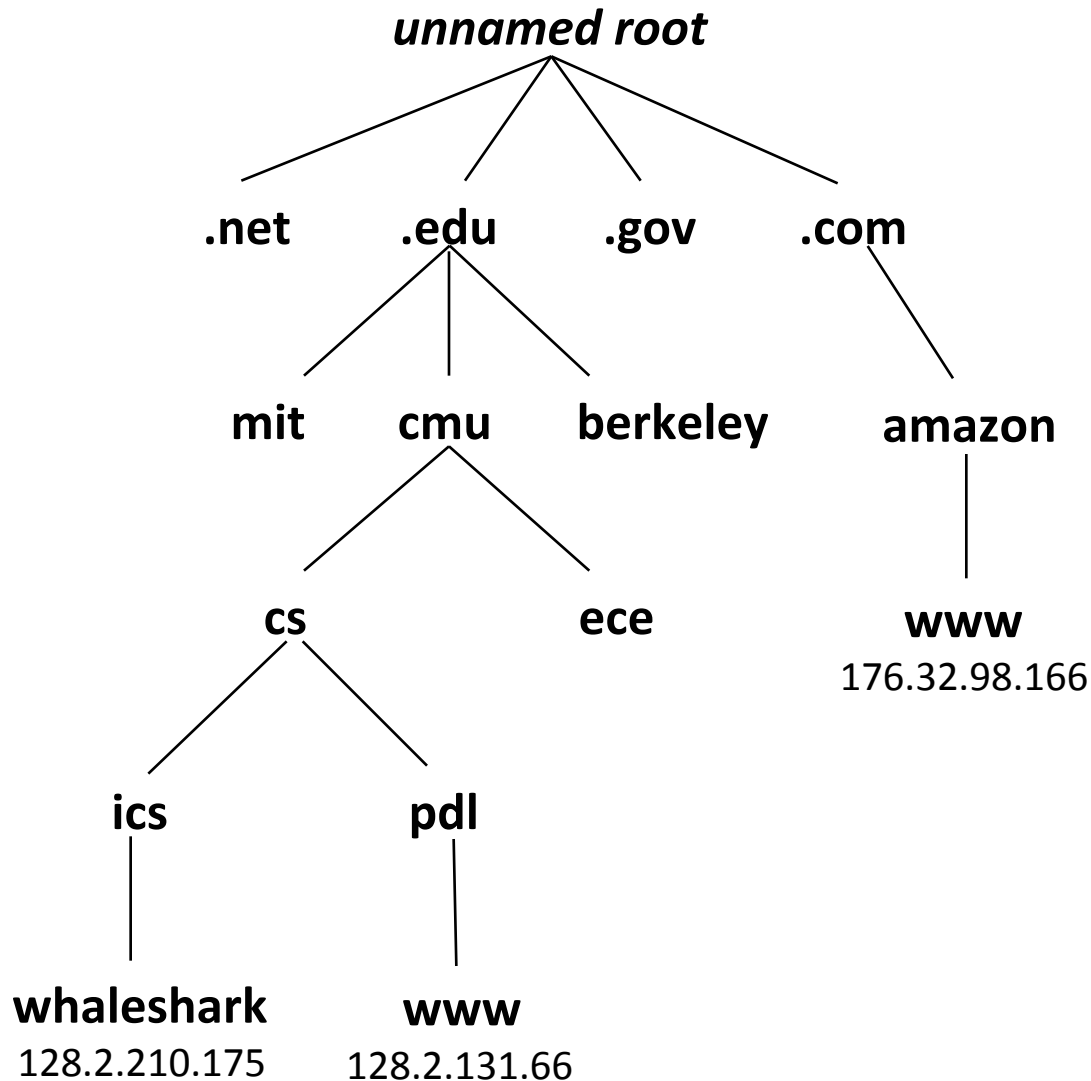 unnamed root
.net .edu .gov .com
mit cmu berkeley amazon
cs ece www
176.32.98.166
ics pdl
whaleshark www
128.2.210.175 128.2.131.66